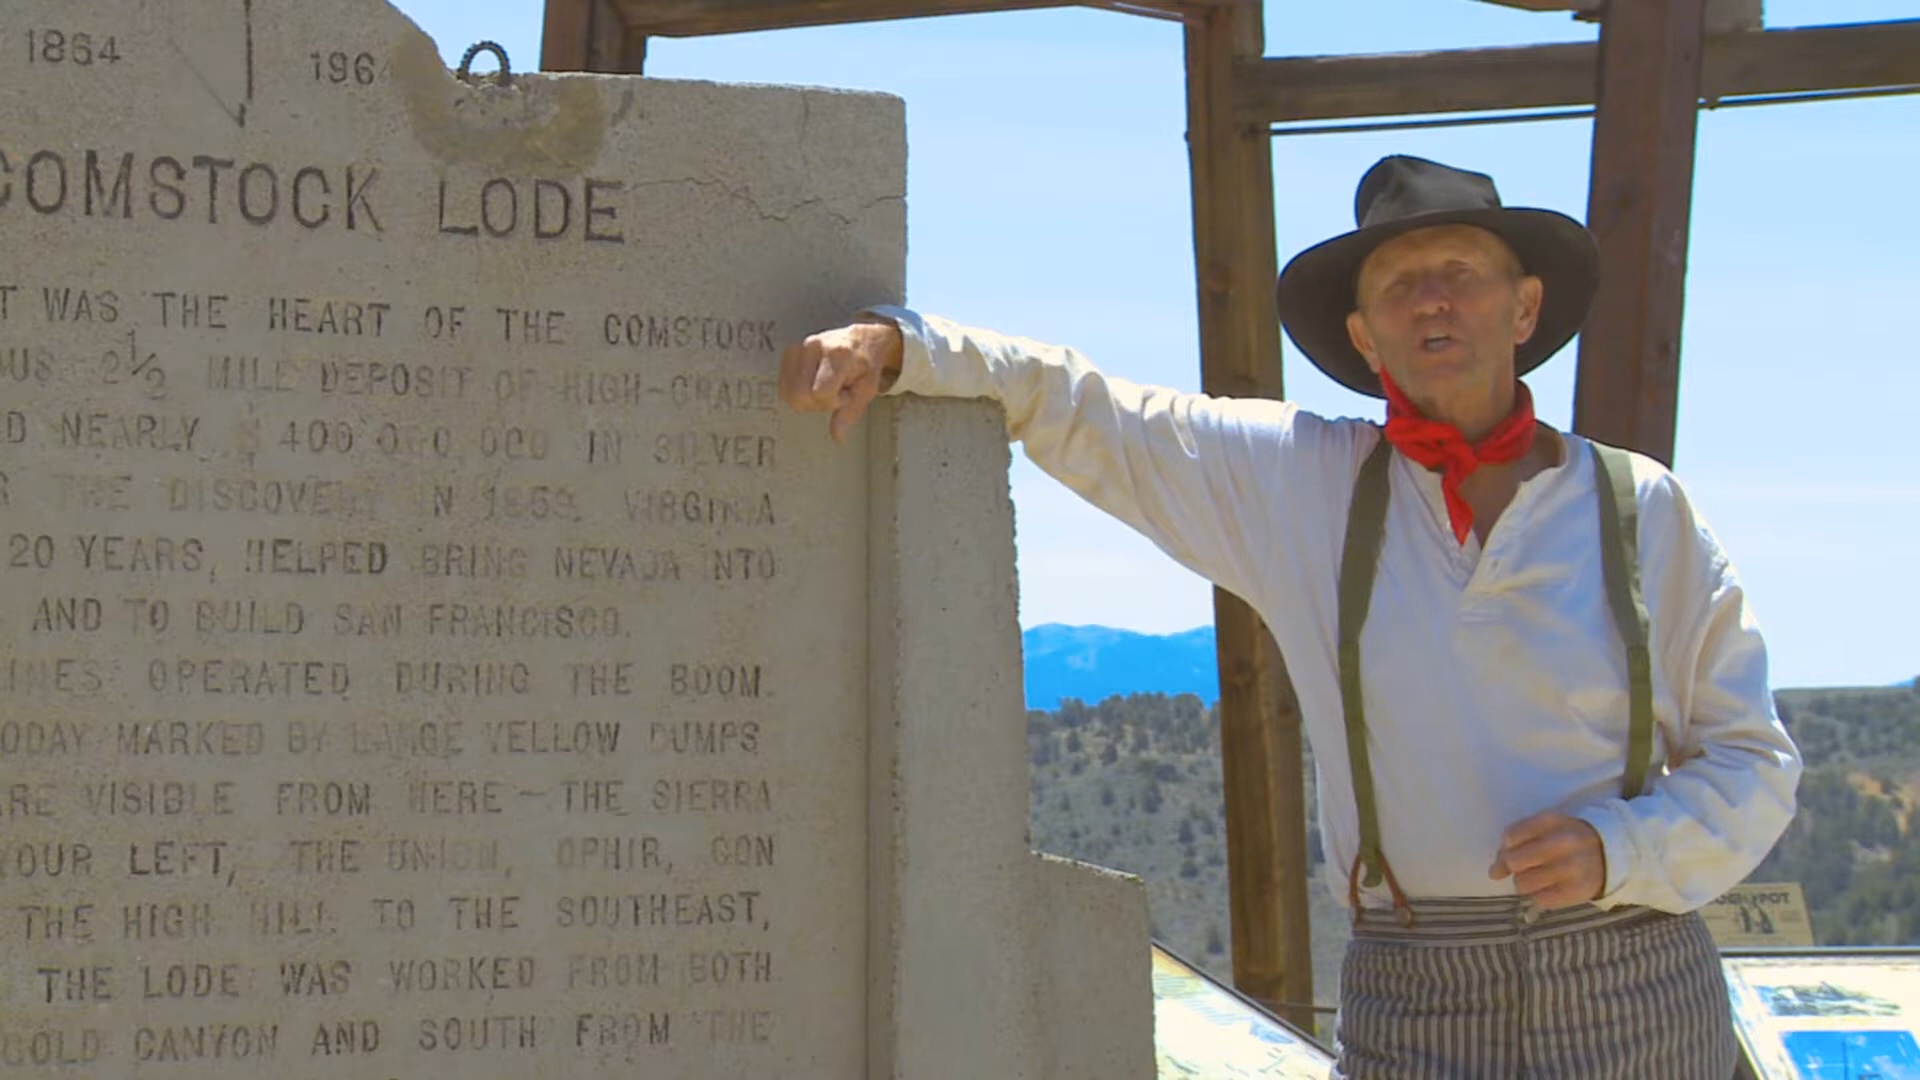 1864 1964
COMSTOCK LODE
T WAS THE HEART OF THE COMSTOCK
OUS 2½ MILE DEPOSIT OF HIGH-GRADE
D NEARLY $400 000 000 IN SILVER
R THE DISCOVERY IN 1859. VIRGINIA
20 YEARS, HELPED BRING NEVADA INTO
AND TO BUILD SAN FRANCISCO.
INES OPERATED DURING THE BOOM.
ODAY MARKED BY LARGE YELLOW DUMPS
ARE VISIBLE FROM HERE — THE SIERRA
YOUR LEFT, THE UNION, OPHIR, CON
THE HIGH HILL TO THE SOUTHEAST,
THE LODE WAS WORKED FROM BOTH
GOLD CANYON AND SOUTH FROM THE